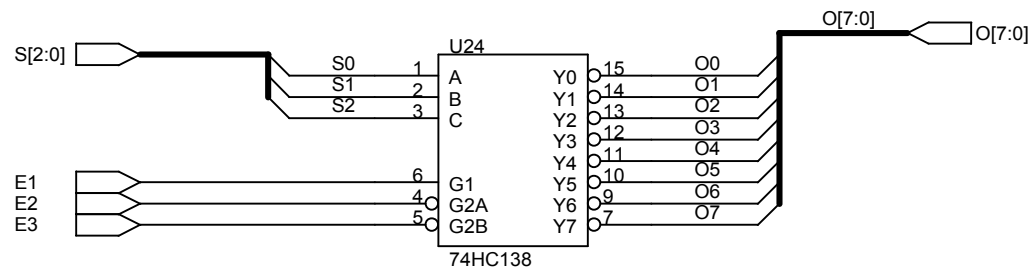 O[7:0]
S[2:0] U24 O[7:0]
S0 1 A Y0 15 O0
S1 2 B Y1 14 O1
S2 3 C Y2 13 O2
Y3 12 O3
Y4 11 O4
E1 6 G1 Y5 10 O5
E2 4 G2A Y6 9 O6
E3 5 G2B Y7 7 O7
74HC138